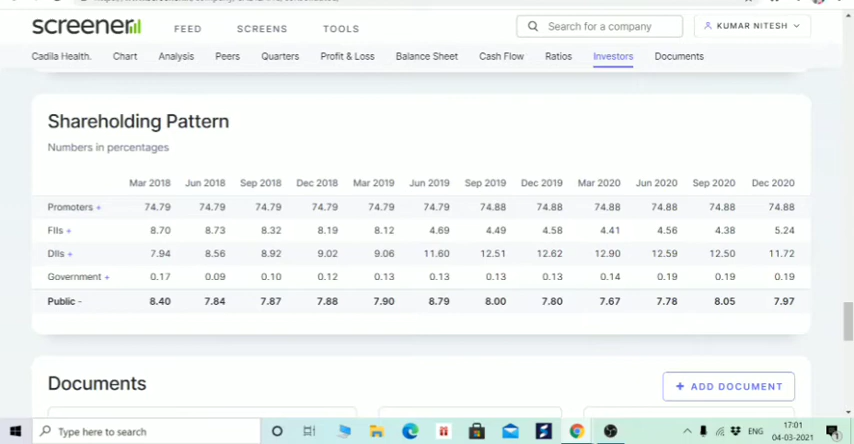 screener
FEED SCREENS TOOLS
Search for a company
KUMAR NITESH
Cadila Health. Chart Analysis Peers Quarters Profit & Loss Balance Sheet Cash Flow Ratios Investors Documents
Shareholding Pattern
Numbers in percentages
Mar 2018 Jun 2018 Sep 2018 Dec 2018 Mar 2019 Jun 2019 Sep 2019 Dec 2019 Mar 2020 Jun 2020 Sep 2020 Dec 2020
Promoters + 74.79 74.79 74.79 74.79 74.79 74.79 74.88 74.88 74.88 74.88 74.88 74.88
FIIs + 8.70 8.73 8.32 8.19 8.12 4.69 4.49 4.58 4.41 4.56 4.38 5.24
DIIs + 7.94 8.56 8.92 9.02 9.06 11.60 12.51 12.62 12.90 12.59 12.50 11.72
Government + 0.17 0.09 0.10 0.12 0.13 0.13 0.13 0.13 0.14 0.19 0.19 0.19
Public - 8.40 7.84 7.87 7.88 7.90 8.79 8.00 7.80 7.67 7.78 8.05 7.97
Documents
+ ADD DOCUMENT
Type here to search
ENG
17:01
04-03-2021